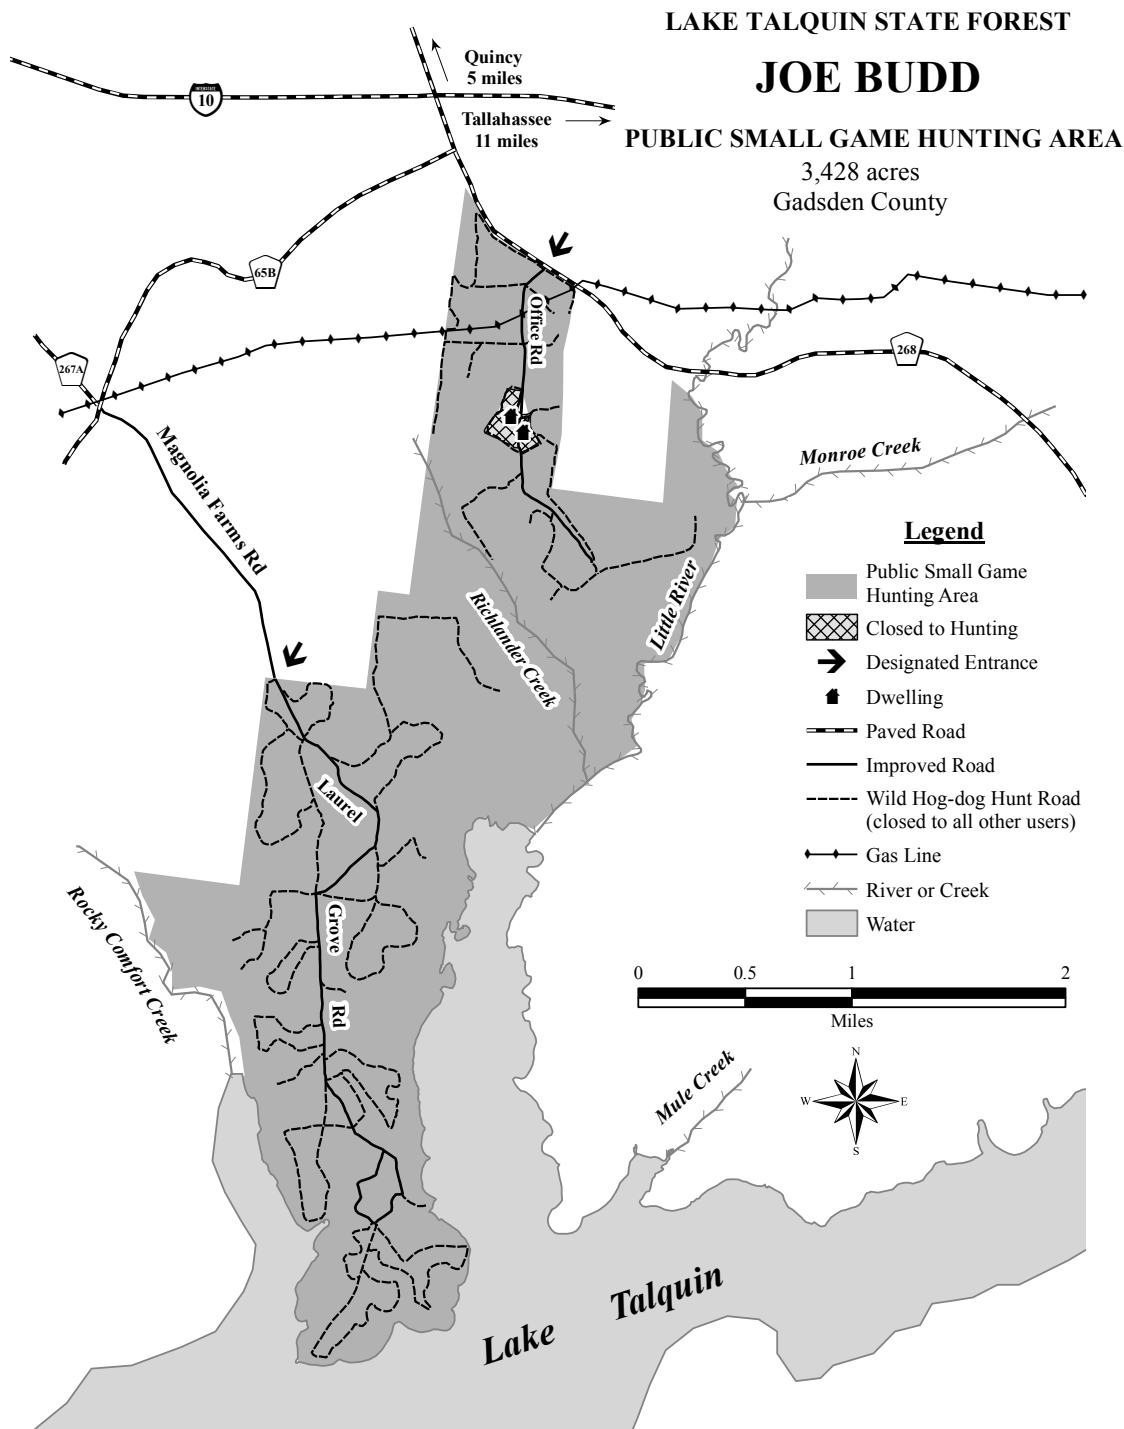 LAKE TALQUIN STATE FOREST
JOE BUDD
PUBLIC SMALL GAME HUNTING AREA
3,428 acres
Gadsden County
Quincy
5 miles
INTERSTATE
10
Tallahassee
11 miles
65B
Office Rd
267A
268
Magnolia Farms Rd
Monroe Creek
Richlander Creek
Little River
Legend
Public Small Game
Hunting Area
Closed to Hunting
Designated Entrance
Dwelling
Paved Road
Improved Road
Wild Hog-dog Hunt Road
(closed to all other users)
Gas Line
River or Creek
Water
Laurel
Grove
Rd
Rocky Comfort Creek
0 0.5 1 2
Miles
N
W E
S
Mule Creek
Lake Talquin